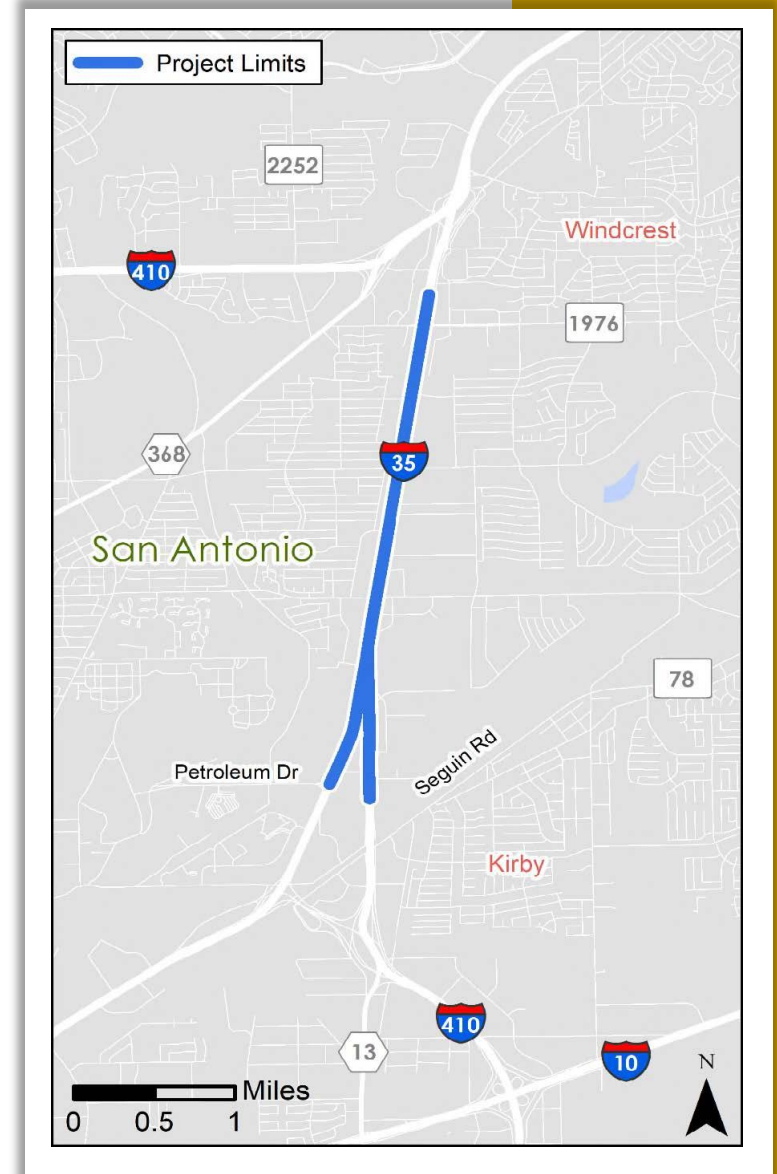 Project Limits
2252
Windcrest
410
1976
368
35
San Antonio
78
Petroleum Dr
Seguin Rd
Kirby
410
13
10
N
Miles
0 0.5 1